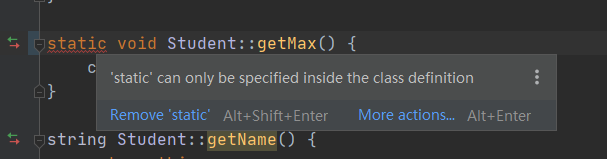 static void Student::getMax() {
c
'static' can only be specified inside the class definition
Remove 'static' Alt+Shift+Enter More actions... Alt+Enter
}
string Student::getName() {